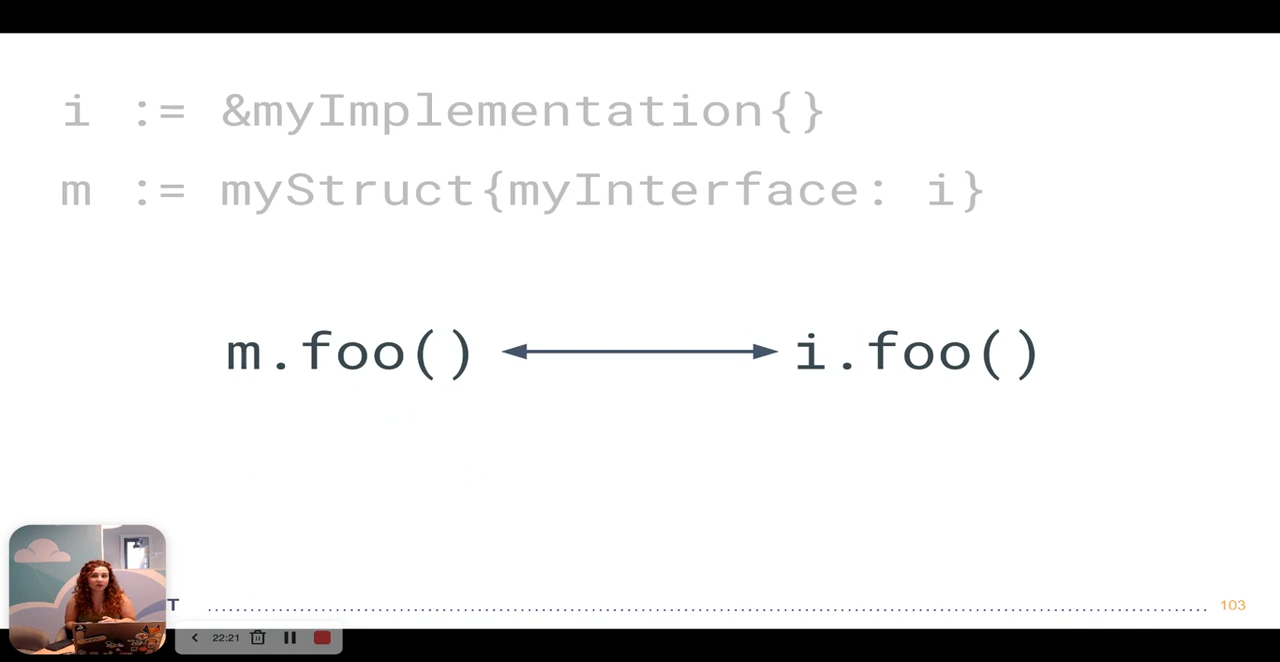 i := &myImplementation{}
m := myStruct{myInterface: i}
m.foo() i.foo()
T 103
22:21